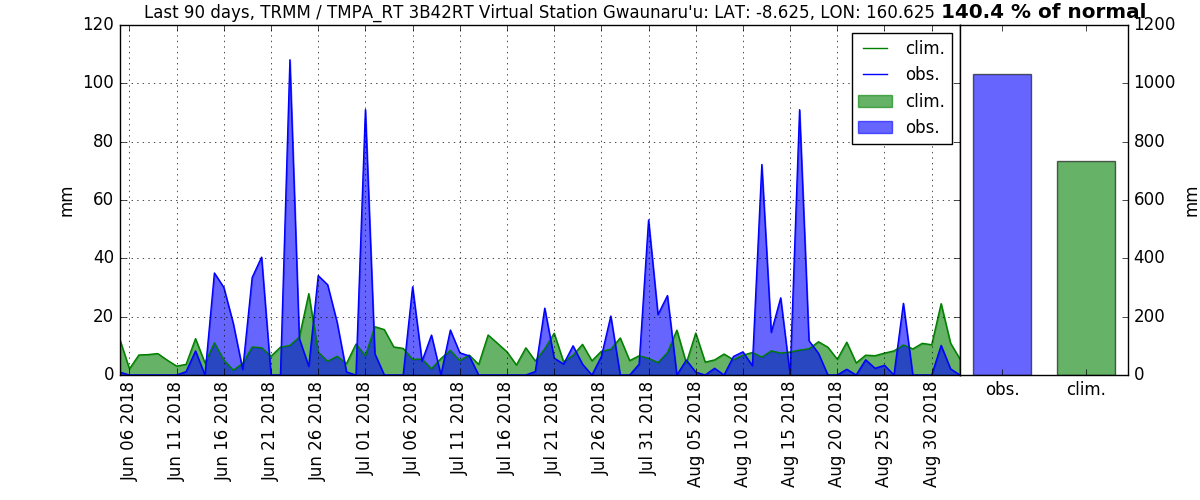 Last 90 days, TRMM / TMPA_RT 3B42RT Virtual Station Gwaunaru'u: LAT: -8.625, LON: 160.625 140.4 % of normal
120
100
80
60
40
20
0
mm
clim.
obs.
clim.
obs.
1200
1000
800
600
400
200
0
mm
Jun 06 2018
Jun 11 2018
Jun 16 2018
Jun 21 2018
Jun 26 2018
Jul 01 2018
Jul 06 2018
Jul 11 2018
Jul 16 2018
Jul 21 2018
Jul 26 2018
Jul 31 2018
Aug 05 2018
Aug 10 2018
Aug 15 2018
Aug 20 2018
Aug 25 2018
Aug 30 2018
obs.
clim.